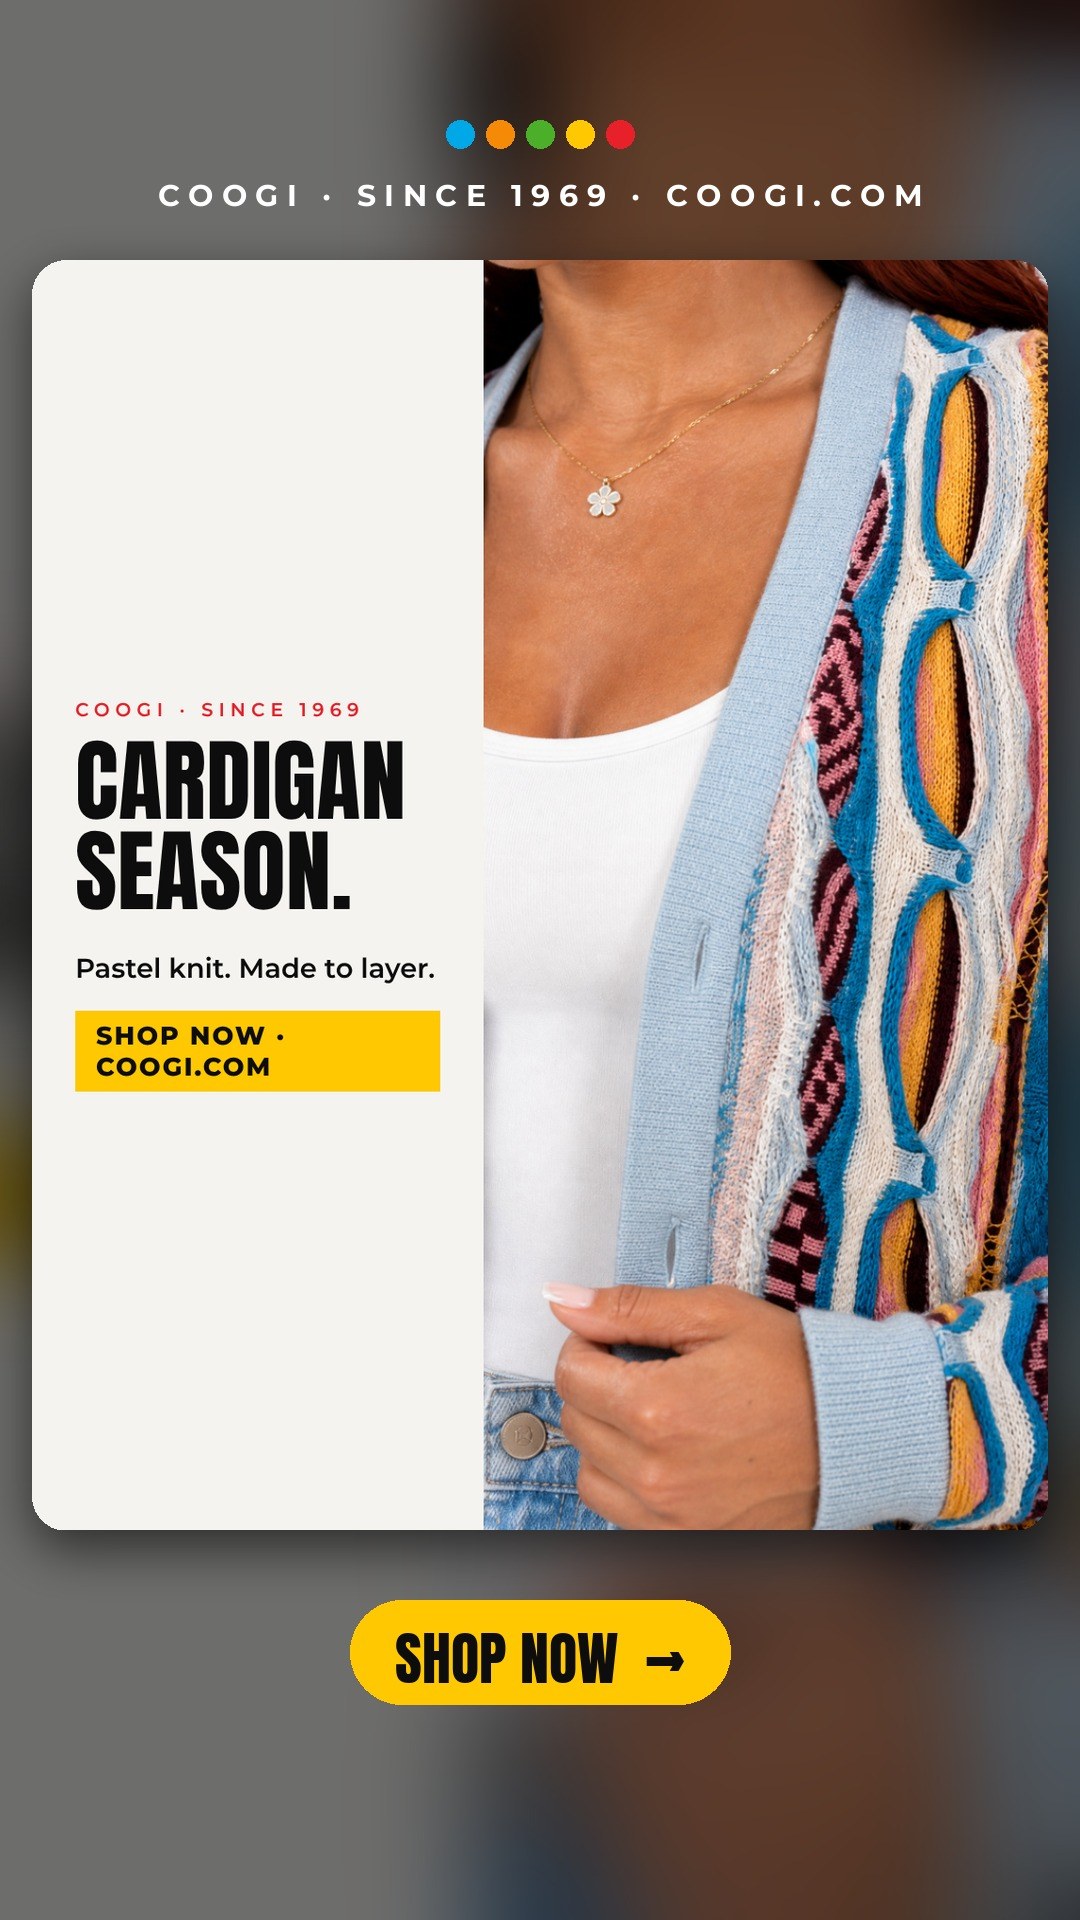 COOGI · SINCE 1969 · COOGI.COM
COOGI · SINCE 1969
CARDIGAN
SEASON.
Pastel knit. Made to layer.
SHOP NOW ·
COOGI.COM
SHOP NOW →